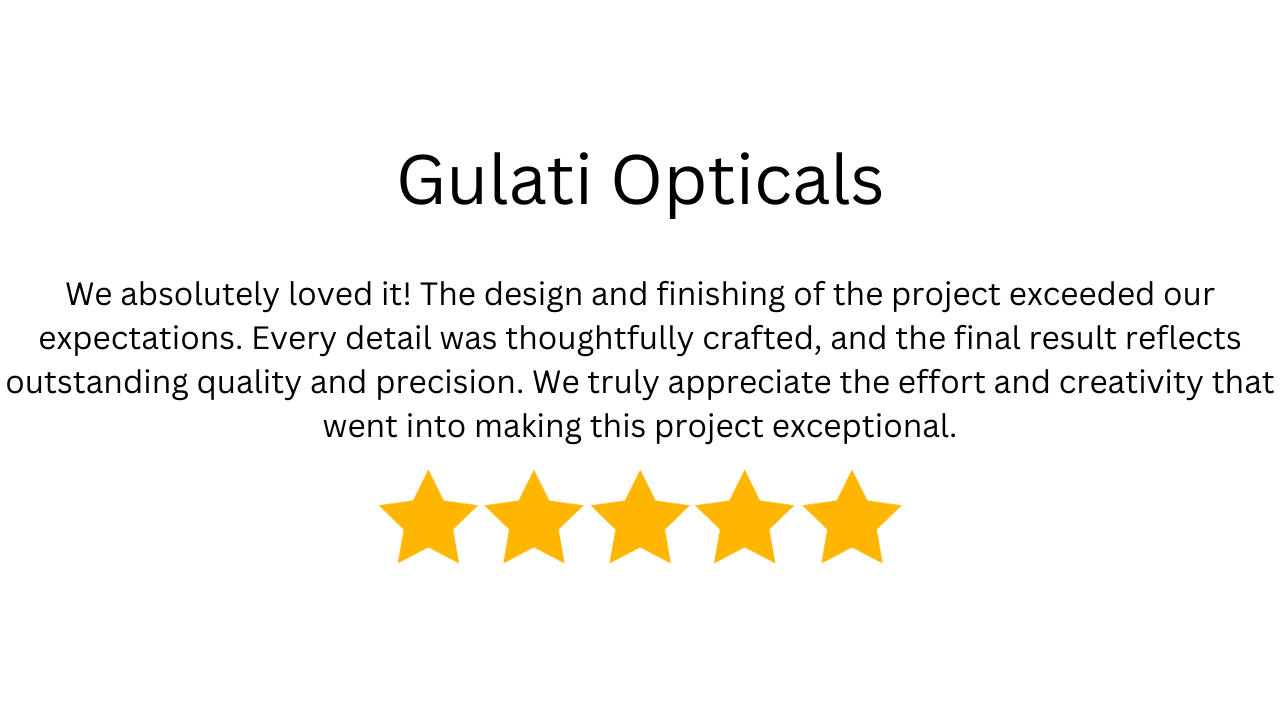 Gulati Opticals
We absolutely loved it! The design and finishing of the project exceeded our
expectations. Every detail was thoughtfully crafted, and the final result reflects
outstanding quality and precision. We truly appreciate the effort and creativity that
went into making this project exceptional.